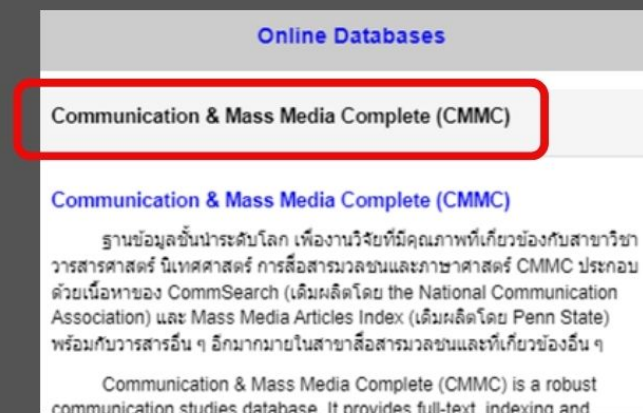 Online Databases
Communication & Mass Media Complete (CMMC)
Communication & Mass Media Complete (CMMC)
ฐานข้อมูลชั้นนำระดับโลก เพื่องานวิจัยที่มีคุณภาพที่เกี่ยวข้องกับสาขาวิชา
วารสารศาสตร์ นิเทศศาสตร์ การสื่อสารมวลชนและภาษาศาสตร์ CMMC ประกอบ
ด้วยเนื้อหาของ CommSearch (เดิมผลิตโดย the National Communication
Association) และ Mass Media Articles Index (เดิมผลิตโดย Penn State)
พร้อมกับวารสารอื่น ๆ อีกมากมายในสาขาสื่อสารมวลชนและที่เกี่ยวข้องอื่น ๆ
Communication & Mass Media Complete (CMMC) is a robust
communication studies database. It provides full-text, indexing and